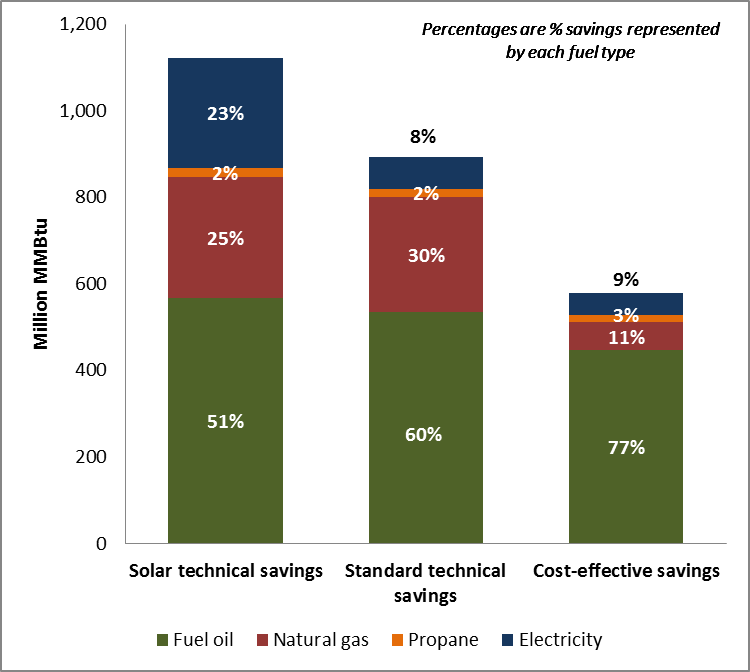 Percentages are % savings represented
by each fuel type
Million MMBtu
1,200
1,000
800
600
400
200
0
23%
2%
25%
51%
8%
2%
30%
60%
9%
3%
11%
77%
Solar technical savings
Standard technical
savings
Cost-effective savings
Fuel oil
Natural gas
Propane
Electricity